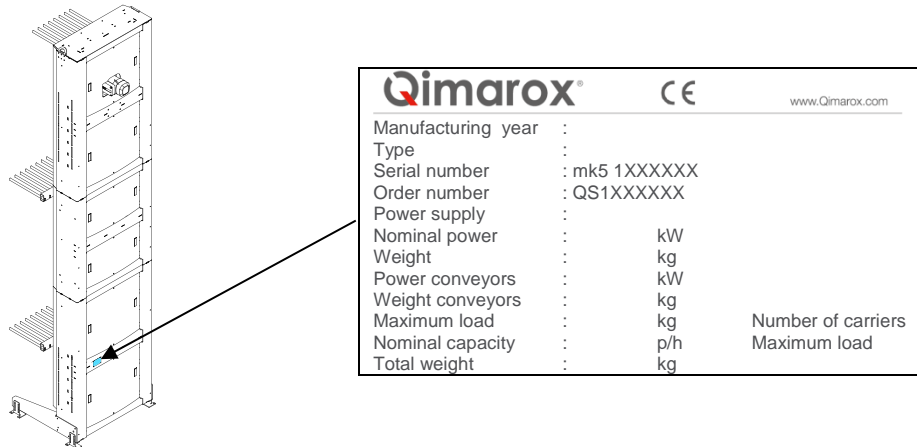 Qimarox® CE www.Qimarox.com
Manufacturing year :
Type :
Serial number : mk5 1XXXXXX
Order number : QS1XXXXXX
Power supply :
Nominal power : kW
Weight : kg
Power conveyors : kW
Weight conveyors : kg
Maximum load : kg Number of carriers
Nominal capacity : p/h Maximum load
Total weight : kg